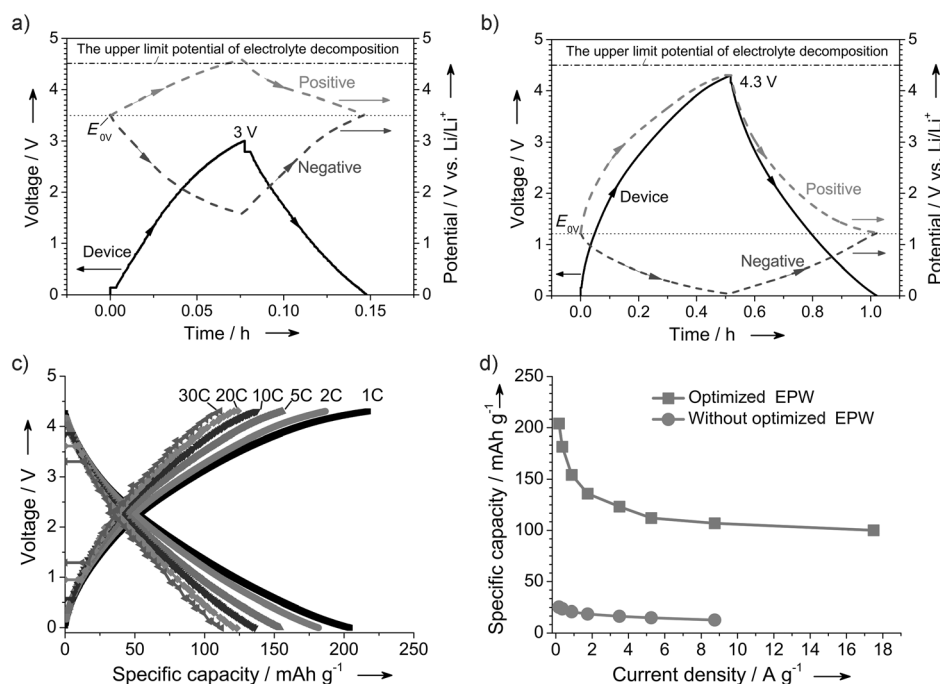 a)
The upper limit potential of electrolyte decomposition
Positive
E0V
3 V
Negative
Device
Voltage / V
Potential / V vs. Li/Li+
5
4
3
2
1
0
5
4
3
2
1
0
0.00 0.05 0.10 0.15
Time / h
b)
The upper limit potential of electrolyte decomposition
4.3 V
Device
Positive
E0V
Negative
Voltage / V
Potential / V vs. Li/Li+
5
4
3
2
1
0
5
4
3
2
1
0
0.0 0.2 0.4 0.6 0.8 1.0
Time / h
c)
30C 20C 10C 5C 2C 1C
Voltage / V
5
4
3
2
1
0
0 50 100 150 200 250
Specific capacity / mAh g-1
d)
Optimized EPW
Without optimized EPW
Specific capacity / mAh g-1
250
200
150
100
50
0
0 2 4 6 8 10 12 14 16 18
Current density / A g-1